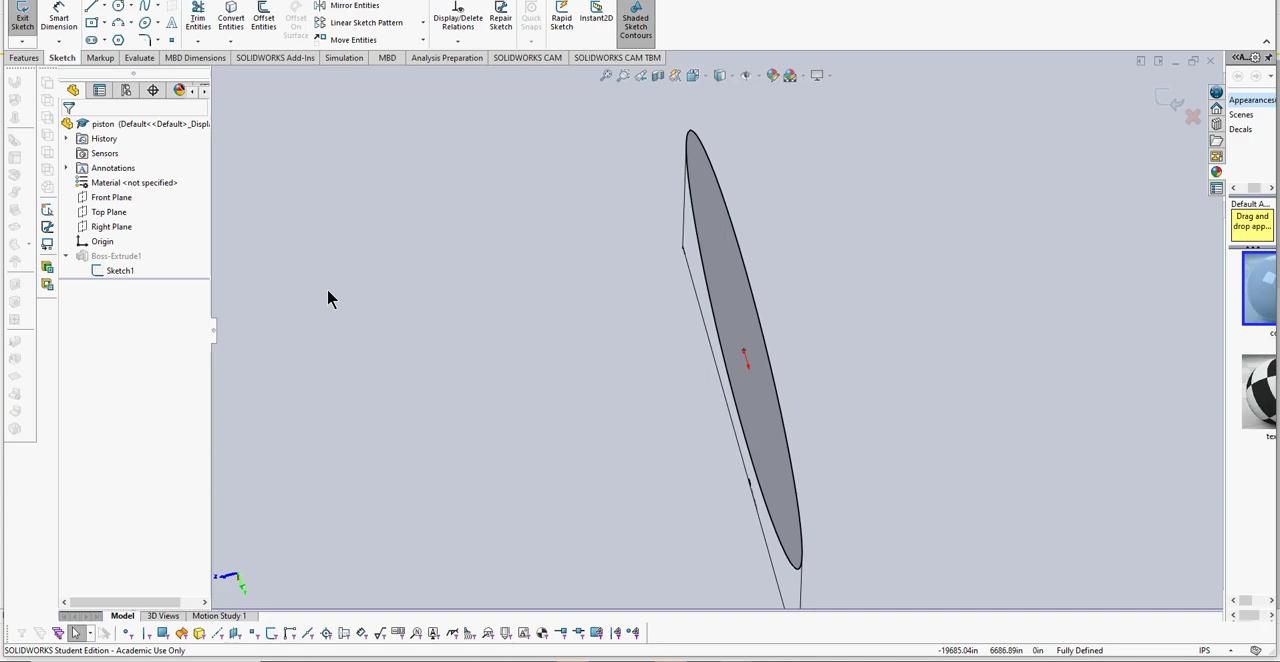 Exit Sketch
Smart Dimension
Trim Entities
Convert Entities
Offset Entities
Offset On Surface
Mirror Entities
Linear Sketch Pattern
Move Entities
Display/Delete Relations
Repair Sketch
Quick Snaps
Rapid Sketch
Instant2D
Shaded Sketch Contours
Features
Sketch
Markup
Evaluate
MBD Dimensions
SOLIDWORKS Add-Ins
Simulation
MBD
Analysis Preparation
SOLIDWORKS CAM
SOLIDWORKS CAM TBM
«A...
piston (Default<<Default>_Displ
History
Sensors
Annotations
Material <not specified>
Front Plane
Top Plane
Right Plane
Origin
Boss-Extrude1
Sketch1
Appearances
Scenes
Decals
Default A...
Drag and drop app...
Model
3D Views
Motion Study 1
SOLIDWORKS Student Edition - Academic Use Only
-19685.04in
6686.89in
0in
Fully Defined
IPS